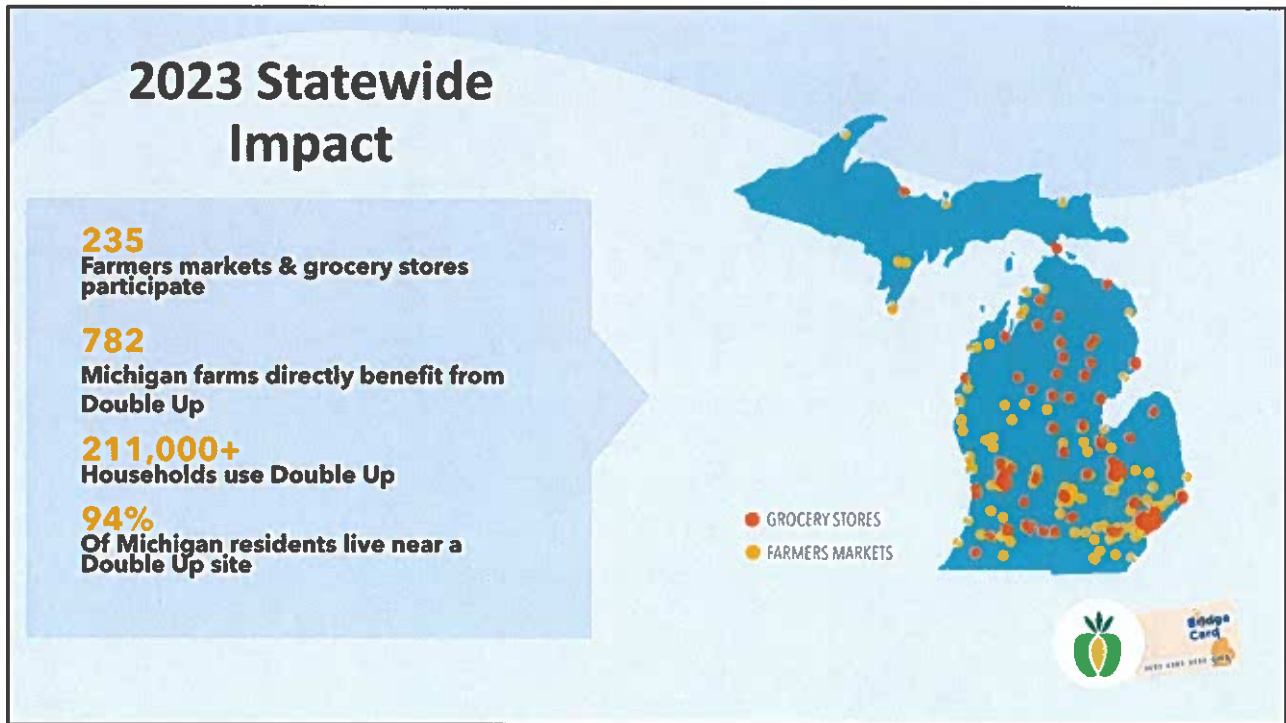 2023 Statewide
Impact
235
Farmers markets & grocery stores
participate
782
Michigan farms directly benefit from
Double Up
211,000+
Households use Double Up
94%
Of Michigan residents live near a
Double Up site
GROCERY STORES
FARMERS MARKETS
Bridge
Card